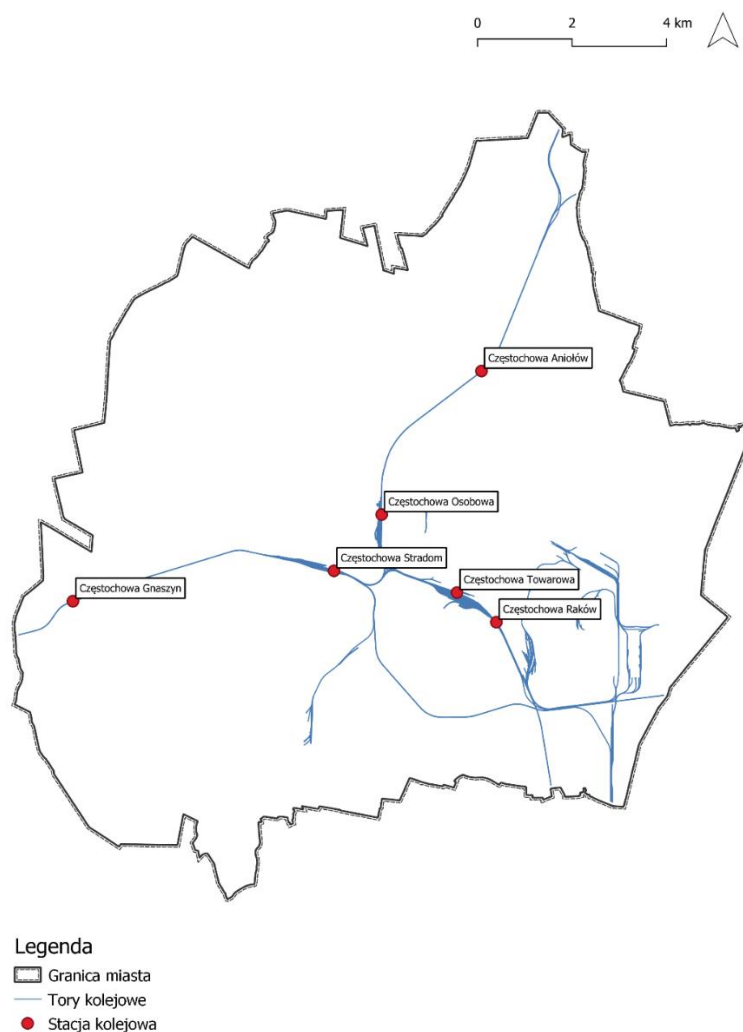 0 2 4 km
Częstochowa Aniołów
Częstochowa Osobowa
Częstochowa Stradom
Częstochowa Towarowa
Częstochowa Gnaszyn
Częstochowa Raków
Legenda
Granica miasta
Tory kolejowe
Stacja kolejowa